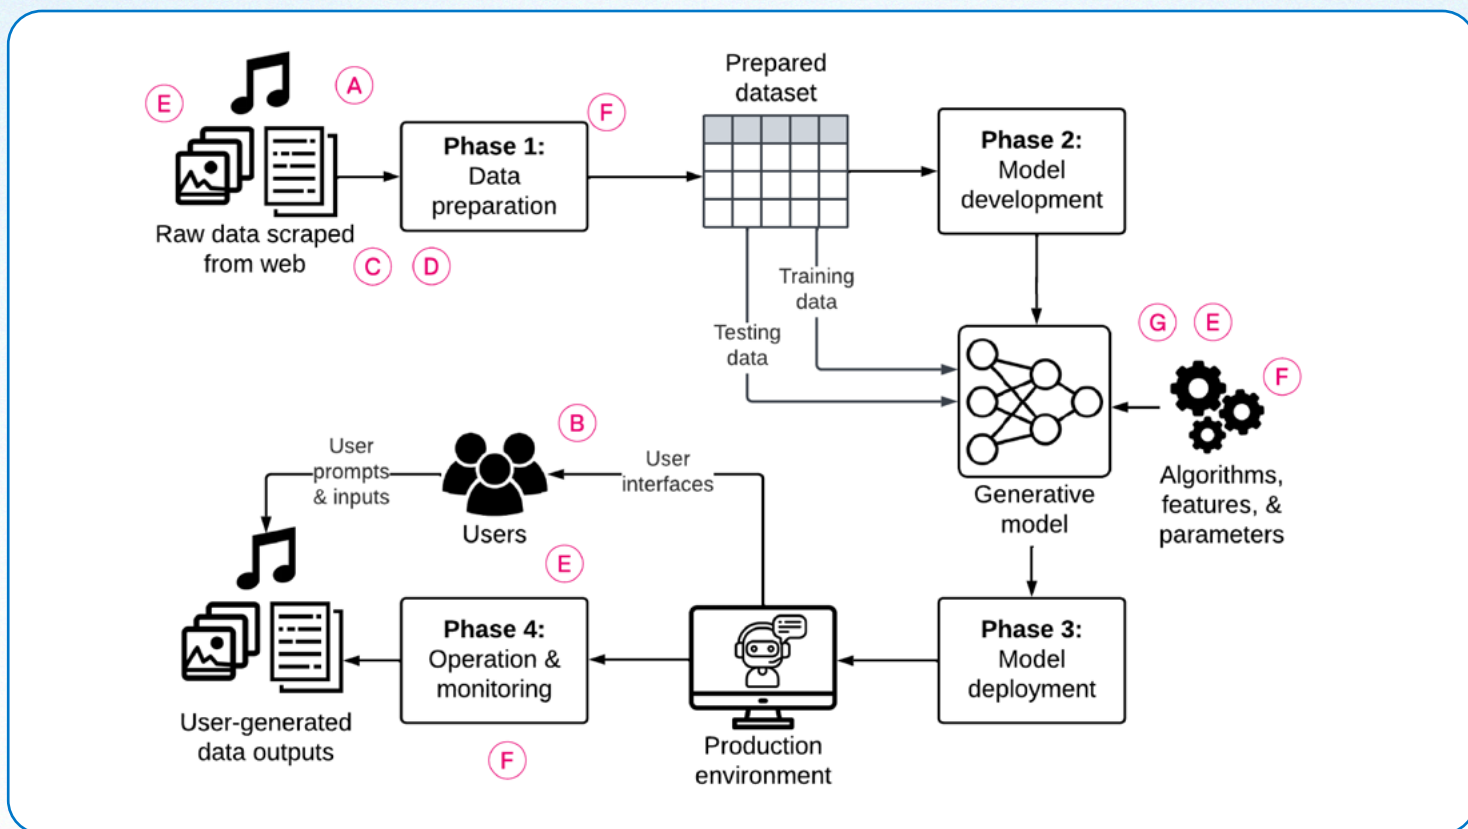 E
A
Raw data scraped
from web
C
D
Phase 1:
Data
preparation
F
Prepared
dataset
Training
data
Testing
data
Phase 2:
Model
development
G
E
F
Generative
model
Algorithms,
features, &
parameters
Phase 3:
Model
deployment
Production
environment
User
interfaces
B
Users
User
prompts
& inputs
E
Phase 4:
Operation &
monitoring
F
User-generated
data outputs